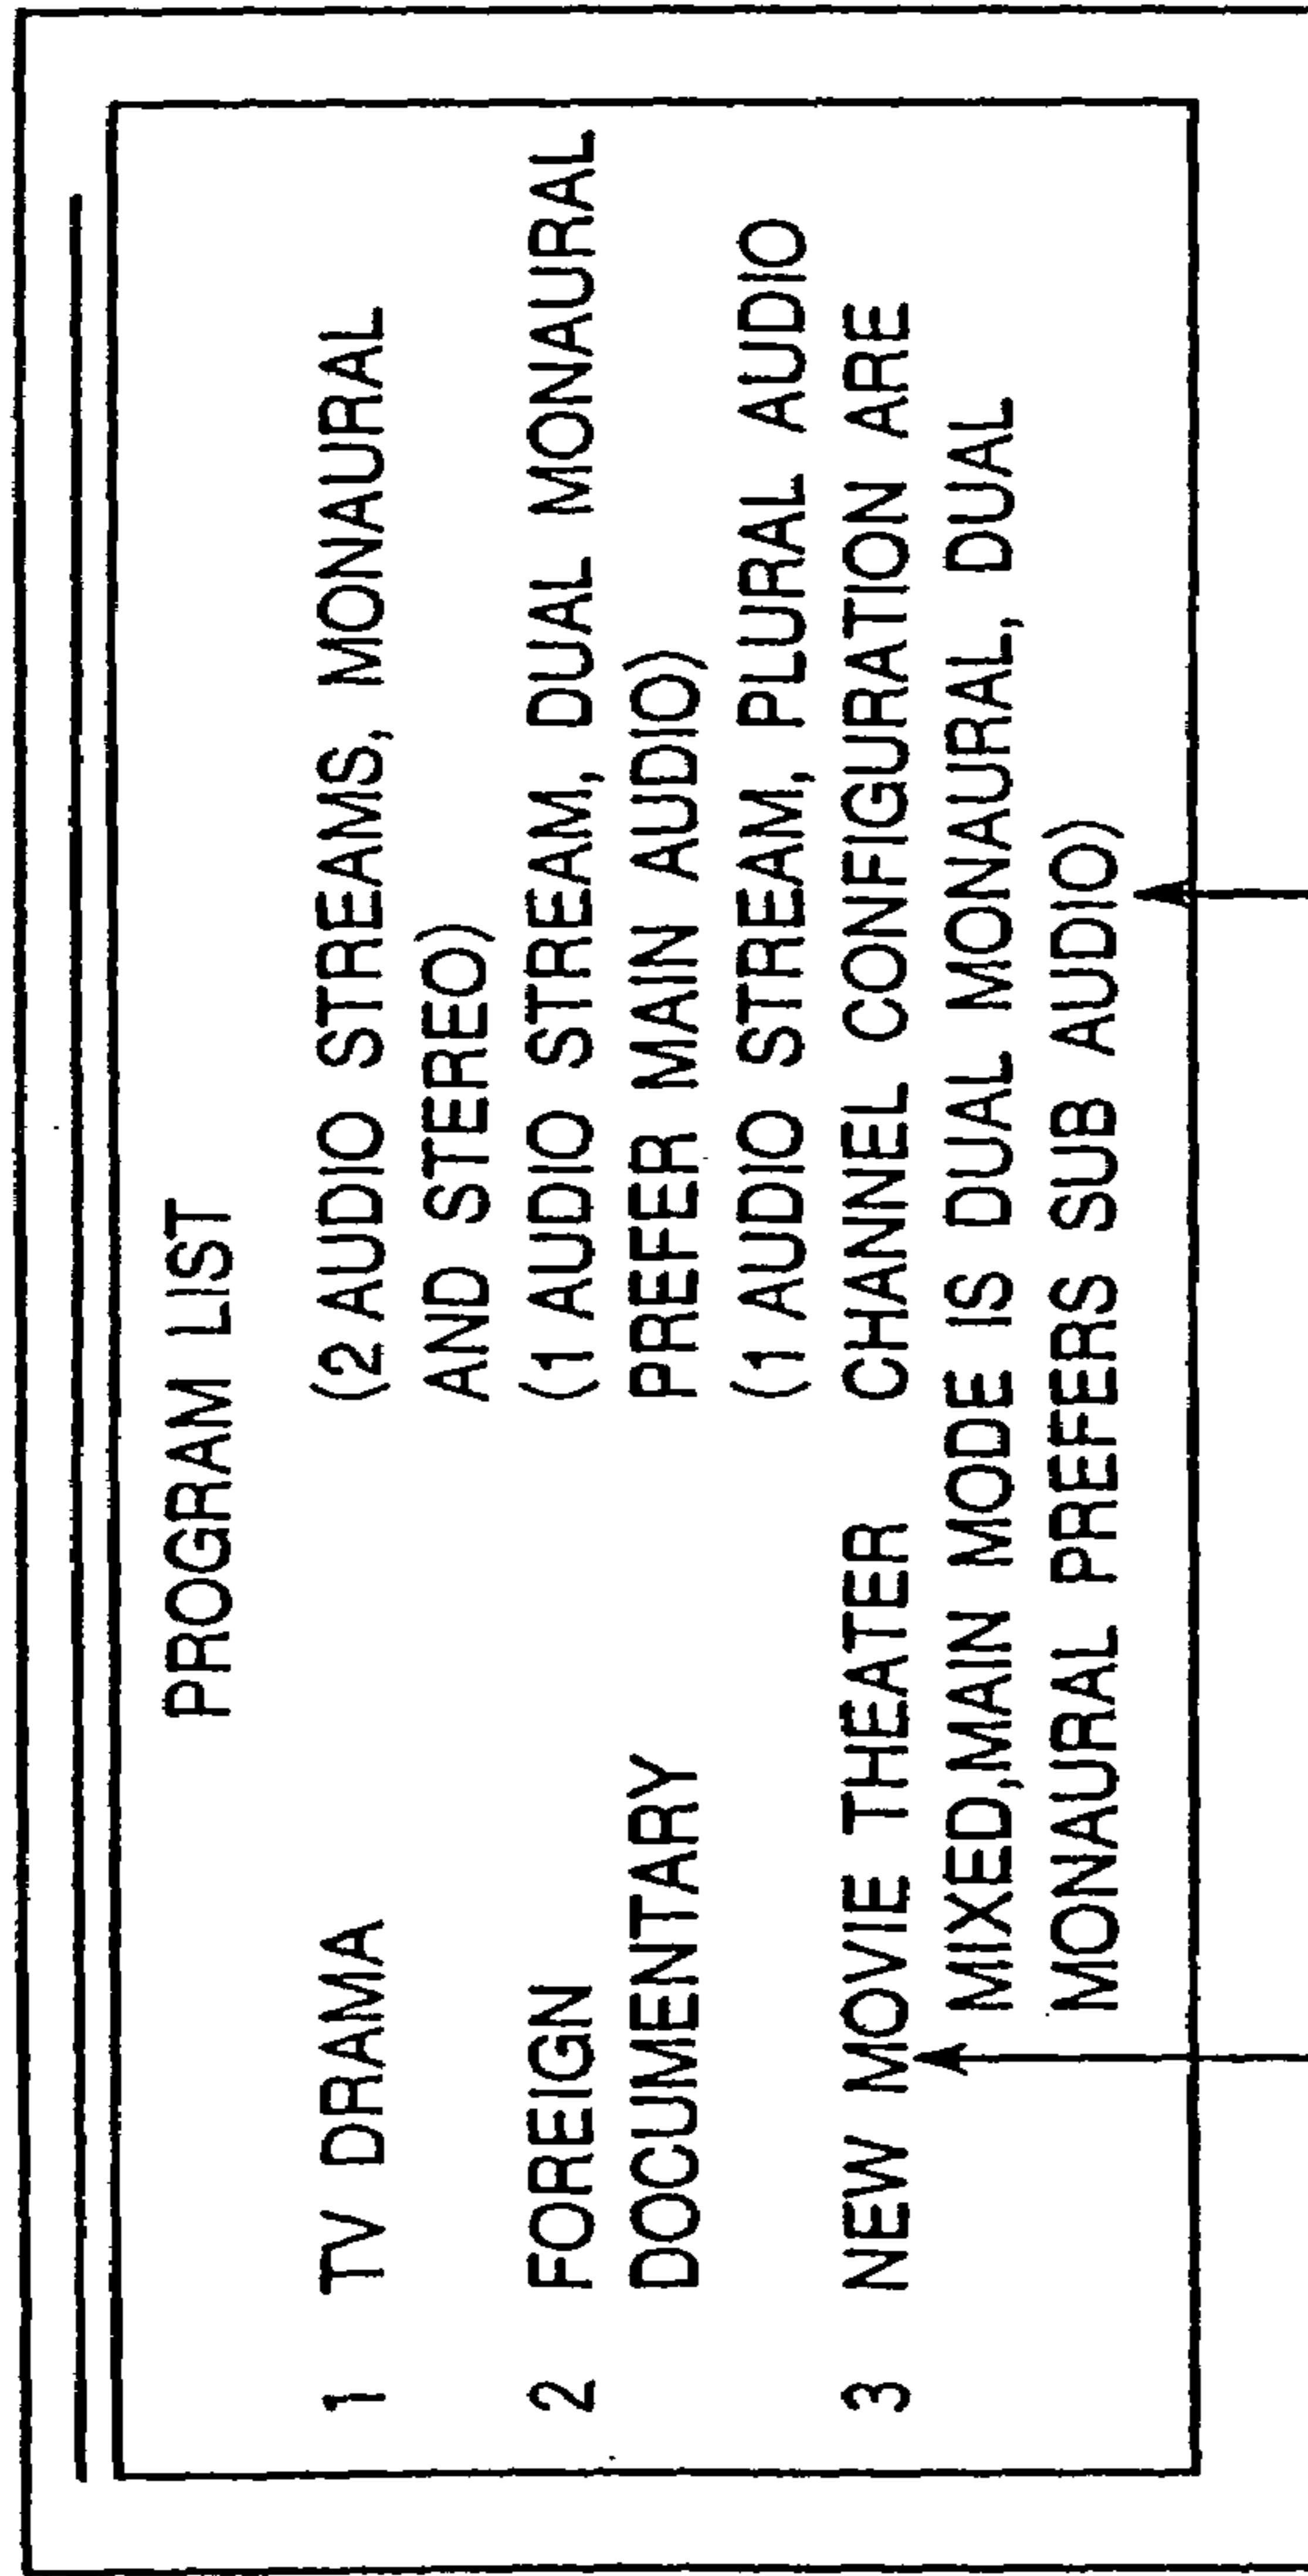 PROGRAM LIST
1 TV DRAMA (2 AUDIO STREAMS, MONAURAL
AND STEREO)
2 FOREIGN (1 AUDIO STREAM, DUAL MONAURAL
DOCUMENTARY PREFER MAIN AUDIO)
(1 AUDIO STREAM, PLURAL AUDIO
3 NEW MOVIE THEATER CHANNEL CONFIGURATION ARE
MIXED,MAIN MODE IS DUAL MONAURAL, DUAL
MONAURAL PREFERS SUB AUDIO)